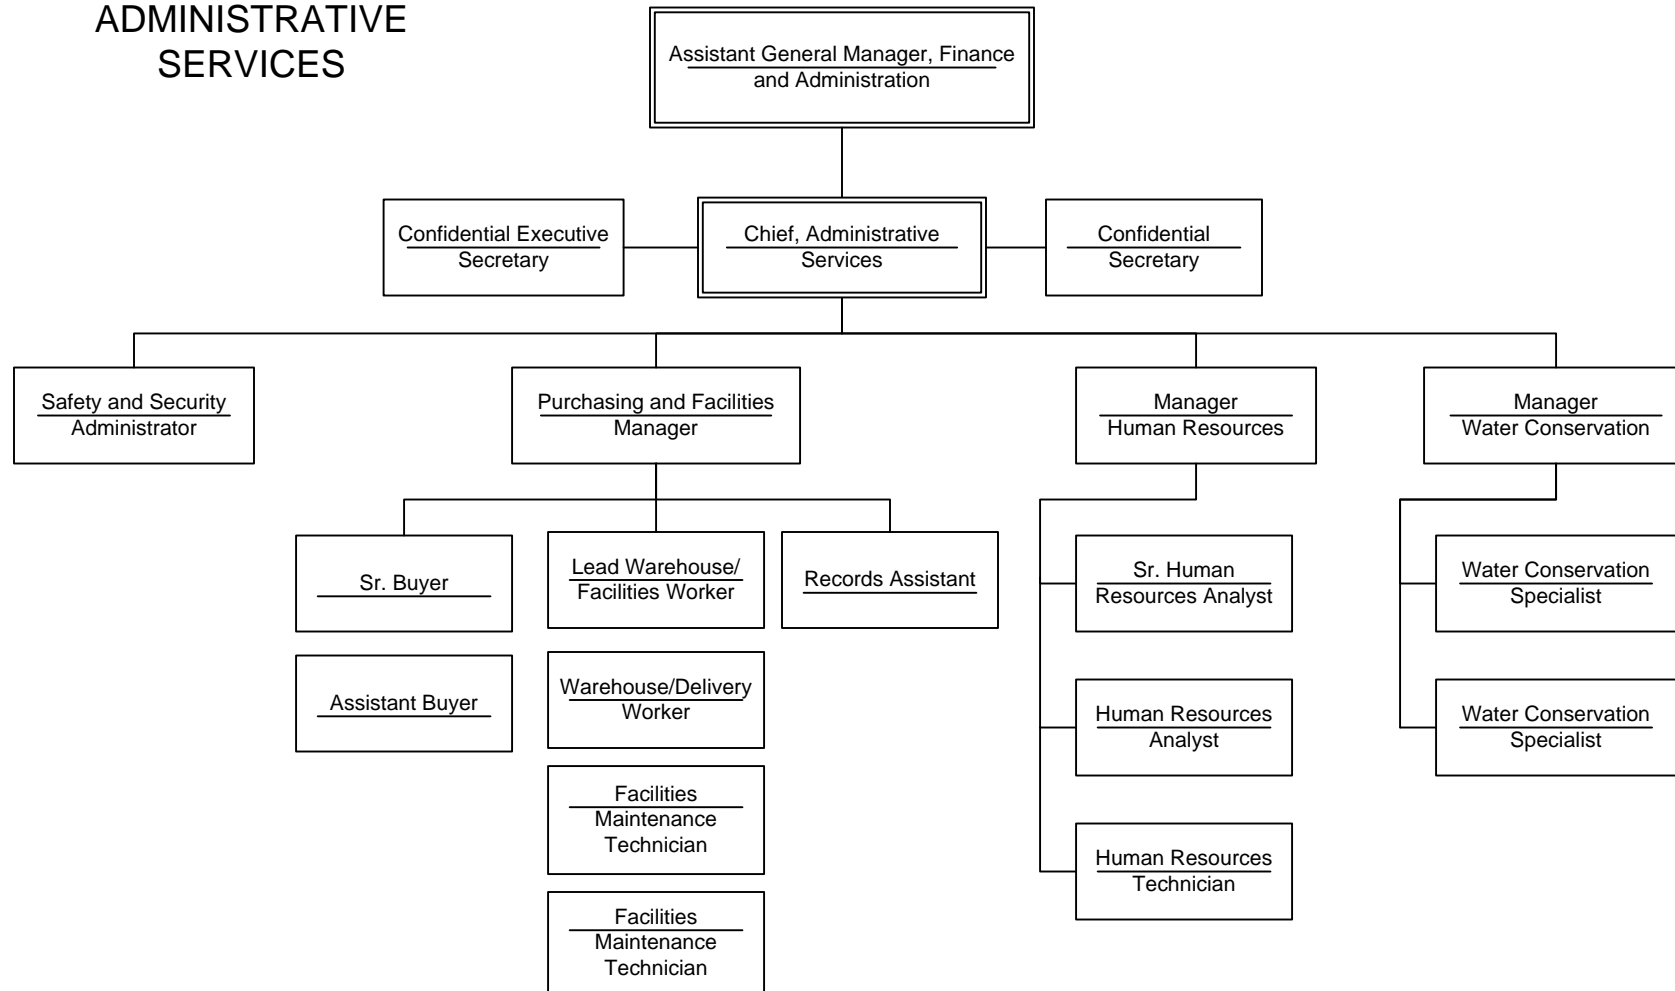 ADMINISTRATIVE
SERVICES
Assistant General Manager, Finance
and Administration
Confidential Executive
Secretary
Chief, Administrative
Services
Confidential
Secretary
Safety and Security
Administrator
Purchasing and Facilities
Manager
Manager
Human Resources
Manager
Water Conservation
Sr. Buyer
Lead Warehouse/
Facilities Worker
Records Assistant
Sr. Human
Resources Analyst
Water Conservation
Specialist
Assistant Buyer
Warehouse/Delivery
Worker
Human Resources
Analyst
Water Conservation
Specialist
Facilities
Maintenance
Technician
Human Resources
Technician
Facilities
Maintenance
Technician